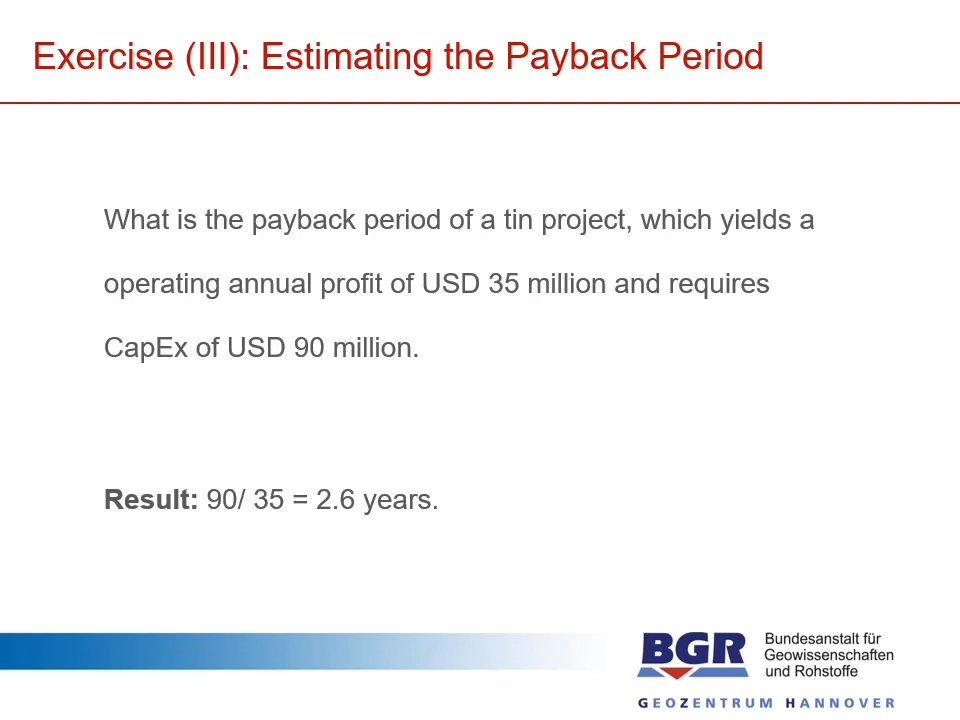 Exercise (III): Estimating the Payback Period
What is the payback period of a tin project, which yields a
operating annual profit of USD 35 million and requires
CapEx of USD 90 million.
Result: 90/ 35 = 2.6 years.
BGR
Bundesanstalt für
Geowissenschaften
und Rohstoffe
GEOZENTRUM HANNOVER